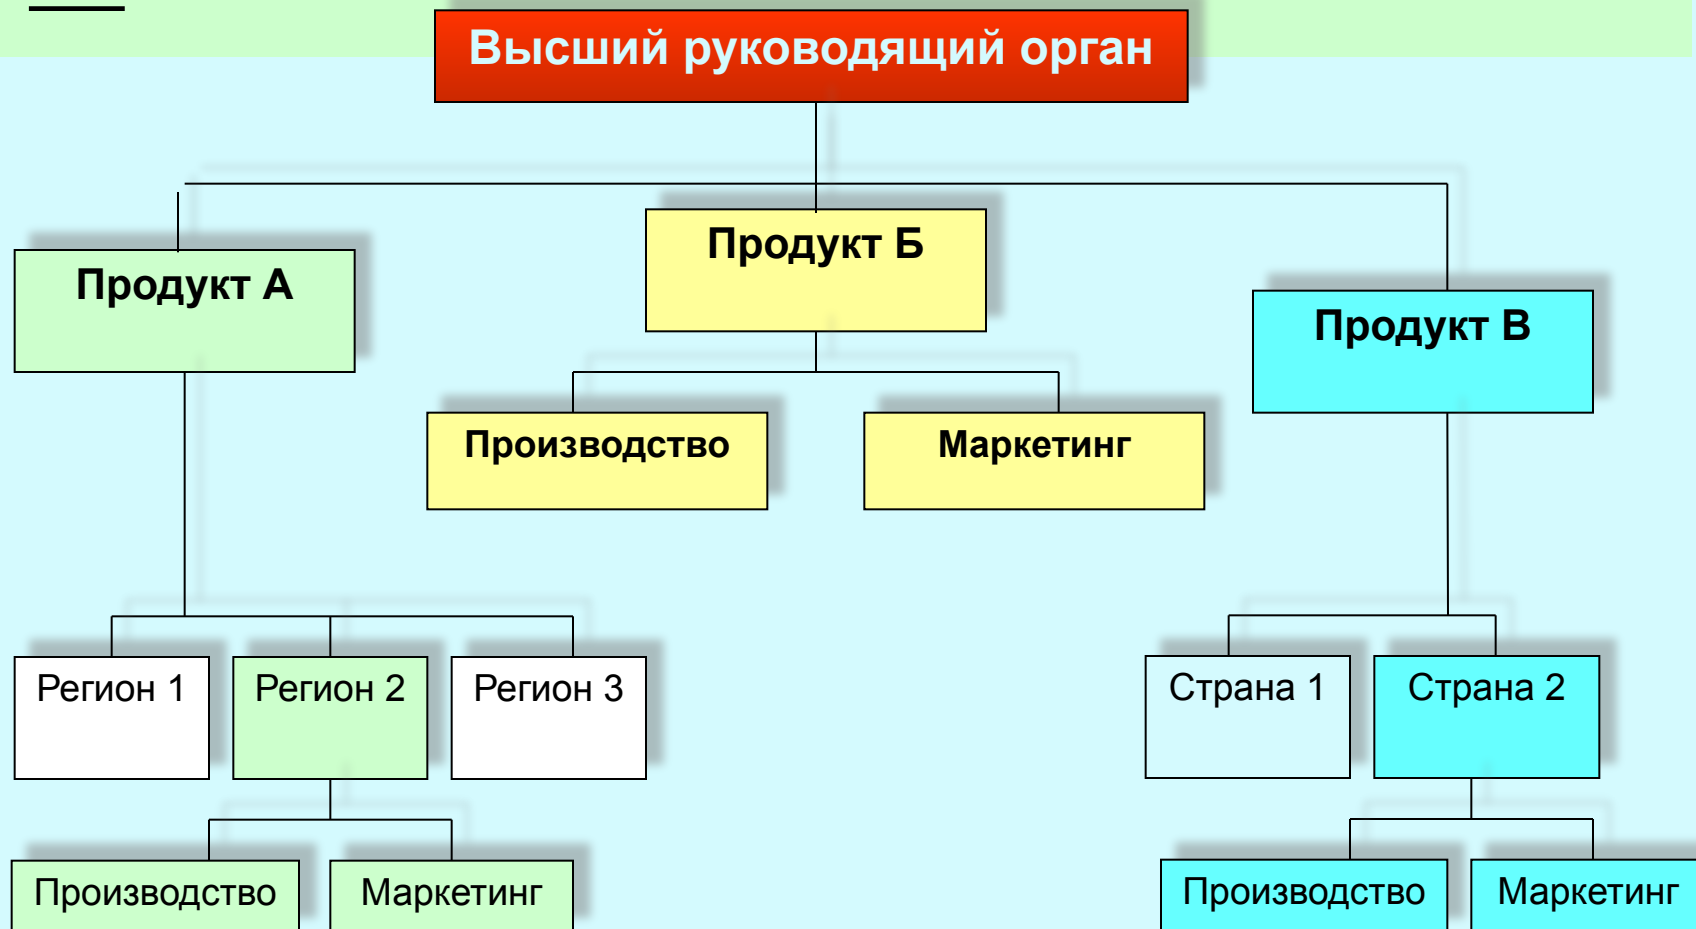 Высший руководящий орган
Продукт А
Продукт Б
Продукт В
Производство
Маркетинг
Регион 1
Регион 2
Регион 3
Страна 1
Страна 2
Производство
Маркетинг
Производство
Маркетинг